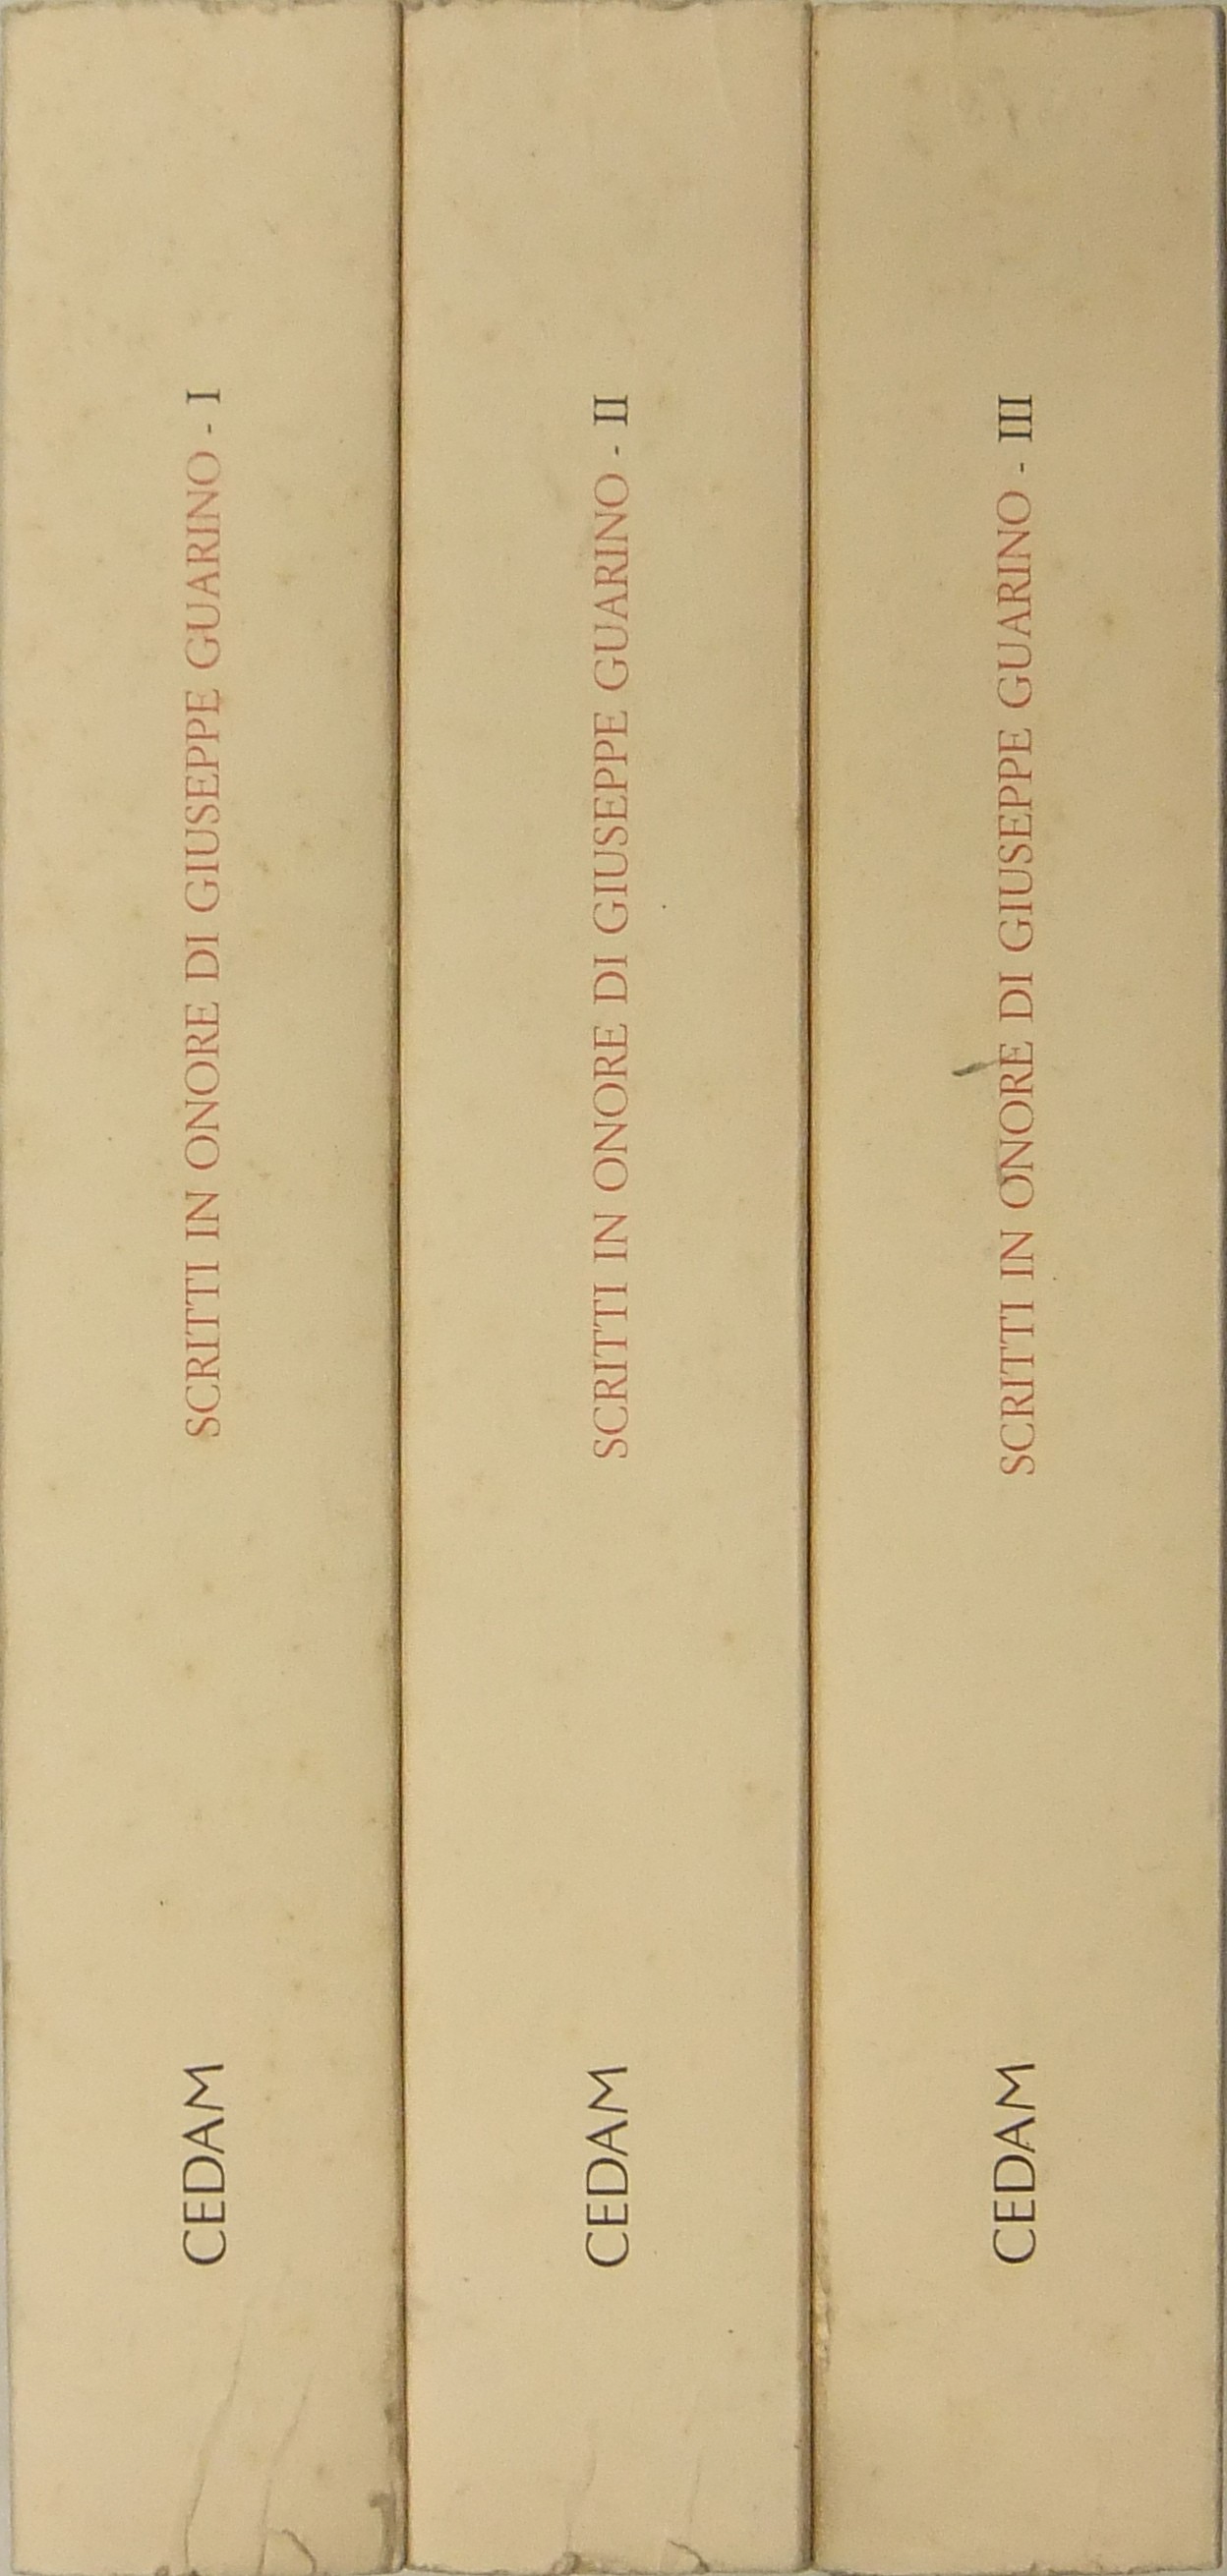 SCRITTI IN ONORE DI GIUSEPPE GUARINO - I
CEDAM
SCRITTI IN ONORE DI GIUSEPPE GUARINO - II
CEDAM
SCRITTI IN ONORE DI GIUSEPPE GUARINO - III
CEDAM